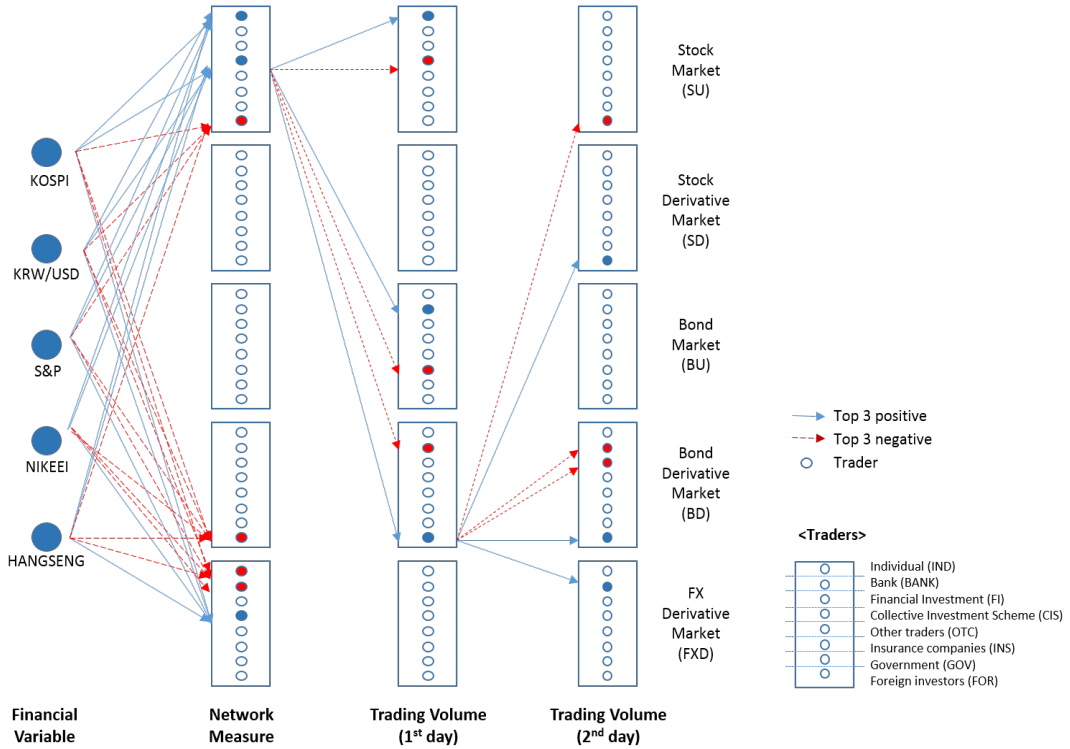 KOSPI
KRW/USD
S&P
NIKEEI
HANGSENG
Stock
Market
(SU)
Stock
Derivative
Market
(SD)
Bond
Market
(BU)
Bond
Derivative
Market
(BD)
FX
Derivative
Market
(FXD)
Top 3 positive
Top 3 negative
Trader
<Traders>
Individual (IND)
Bank (BANK)
Financial Investment (FI)
Collective Investment Scheme (CIS)
Other traders (OTC)
Insurance companies (INS)
Government (GOV)
Foreign investors (FOR)
Financial
Variable
Network
Measure
Trading Volume
(1st day)
Trading Volume
(2nd day)